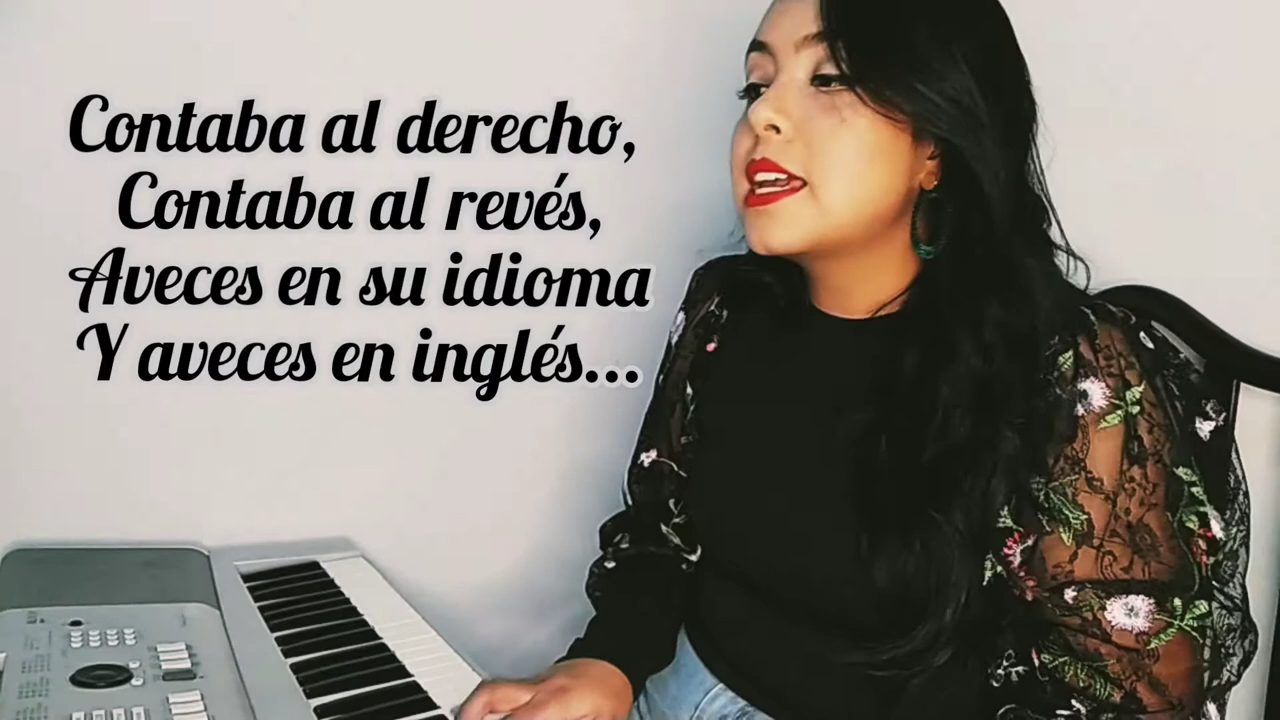 Contaba al derecho,
Contaba al revés,
Aveces en su idioma
Y aveces en inglés...